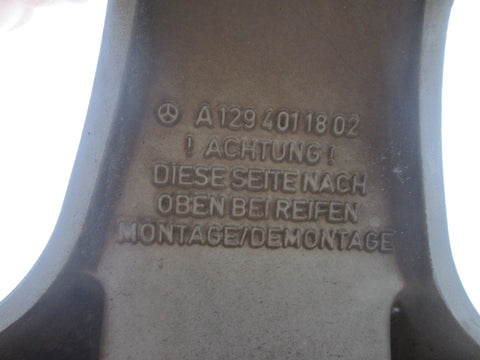 A 129 401 18 02
! ACHTUNG !
DIESE SEITE NACH
OBEN BEI REIFEN
MONTAGE/DEMONTAGE